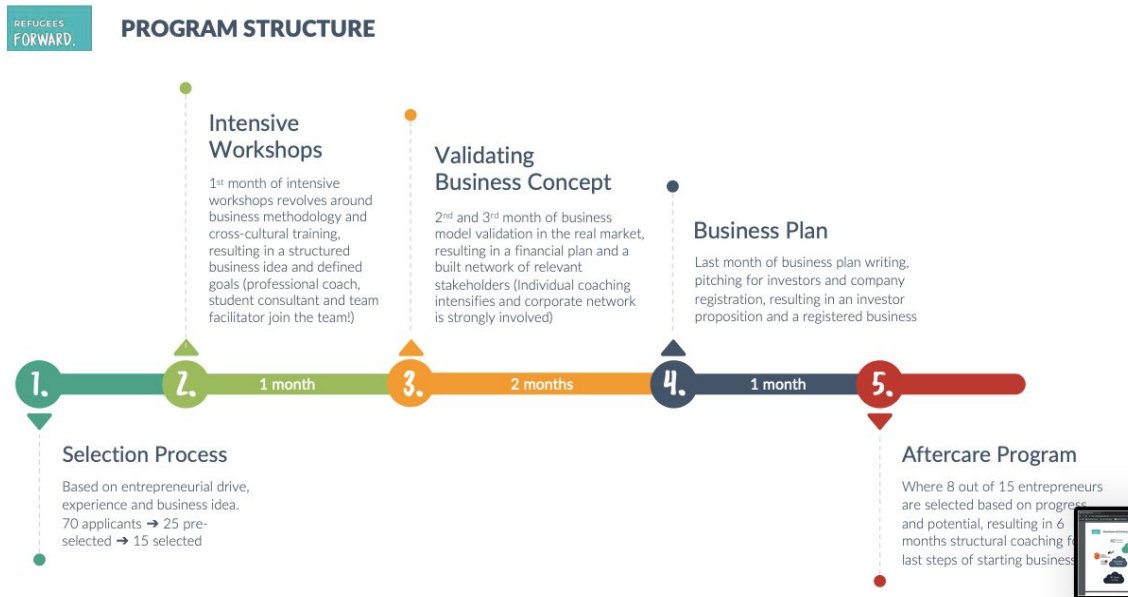 REFUGEES
FORWARD.
PROGRAM STRUCTURE
Intensive
Workshops
1st month of intensive
workshops revolves around
business methodology and
cross-cultural training,
resulting in a structured
business idea and defined
goals (professional coach,
student consultant and team
facilitator join the team!)
Validating
Business Concept
2nd and 3rd month of business
model validation in the real market,
resulting in a financial plan and a
built network of relevant
stakeholders (Individual coaching
intensifies and corporate network
is strongly involved)
Business Plan
Last month of business plan writing,
pitching for investors and company
registration, resulting in an investor
proposition and a registered business
1. 2. 1 month 3. 2 months 4. 1 month 5.
Selection Process
Based on entrepreneurial drive,
experience and business idea.
70 applicants ➔ 25 pre-
selected ➔ 15 selected
Aftercare Program
Where 8 out of 15 entrepreneurs
are selected based on progress
and potential, resulting in 6
months structural coaching
last steps of starting business